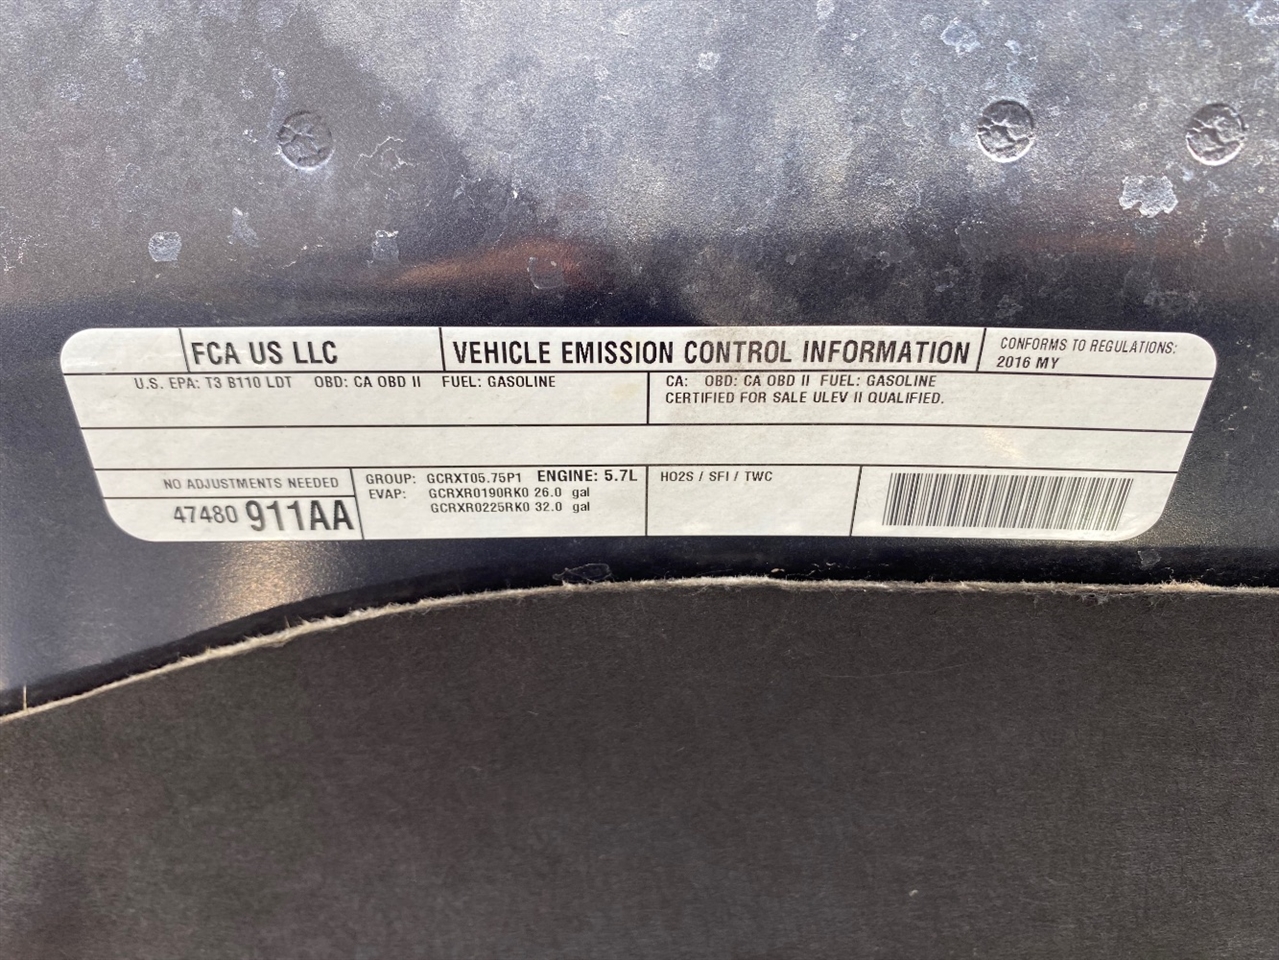 FCA US LLC
VEHICLE EMISSION CONTROL INFORMATION
CONFORMS TO REGULATIONS:
2016 MY
U.S. EPA: T3 B110 LDT OBD: CA OBD II FUEL: GASOLINE
CA: OBD: CA OBD II FUEL: GASOLINE
CERTIFIED FOR SALE ULEV II QUALIFIED.
NO ADJUSTMENTS NEEDED
47480 911AA
GROUP: GCRXT05.75P1 ENGINE: 5.7L
EVAP: GCRXR0190RK0 26.0 gal
GCRXR0225RK0 32.0 gal
HO2S / SFI / TWC